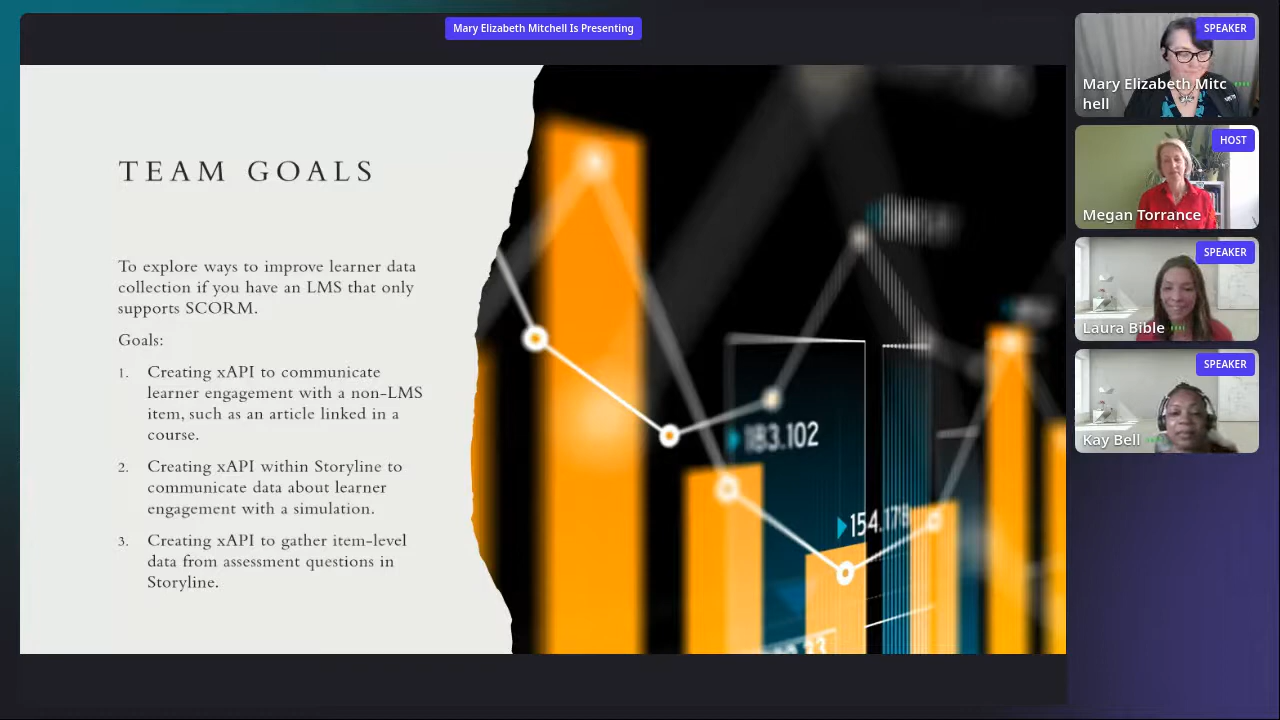 Mary Elizabeth Mitchell Is Presenting
TEAM GOALS
To explore ways to improve learner data
collection if you have an LMS that only
supports SCORM.
Goals:
1. Creating xAPI to communicate
learner engagement with a non-LMS
item, such as an article linked in a
course.
2. Creating xAPI within Storyline to
communicate data about learner
engagement with a simulation.
3. Creating xAPI to gather item-level
data from assessment questions in
Storyline.
183.102
154.178
SPEAKER
Mary Elizabeth Mitc
hell
HOST
Megan Torrance
SPEAKER
Laura Bible
SPEAKER
Kay Bell